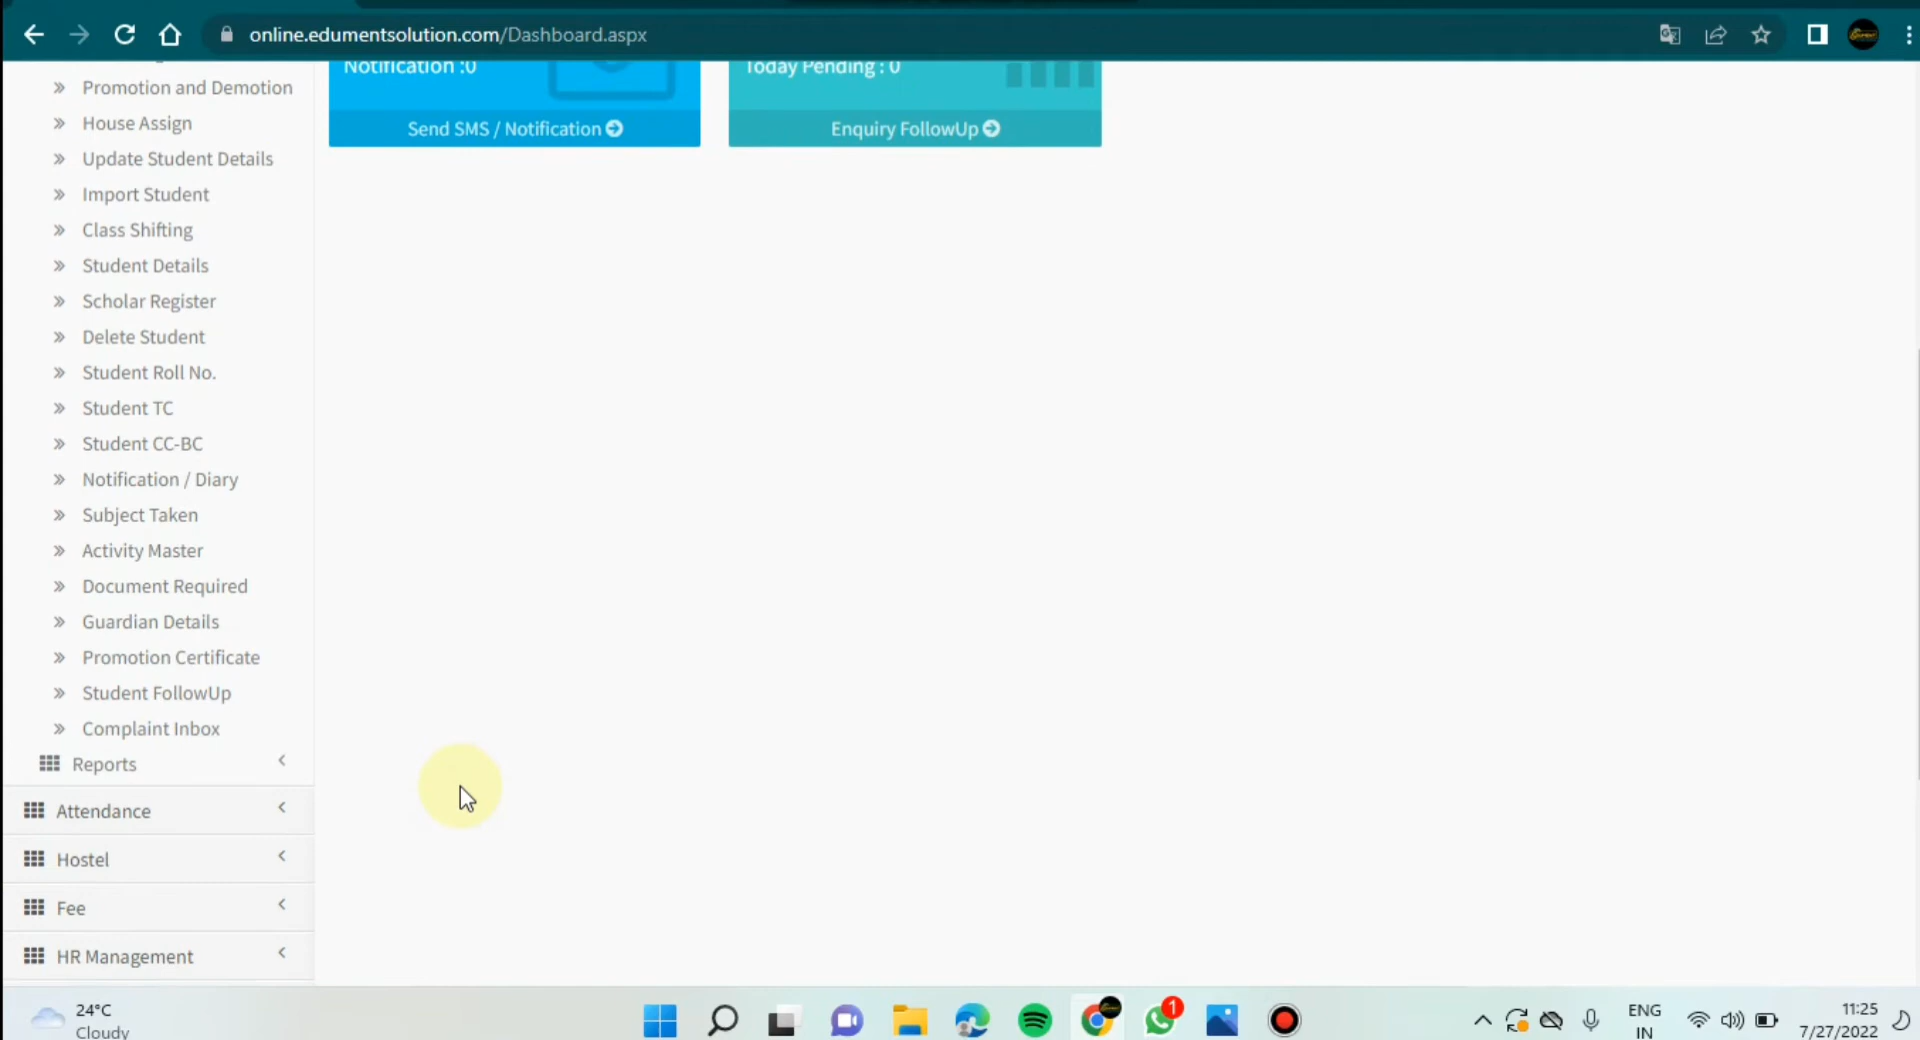 online.edumentsolution.com/Dashboard.aspx
Notification :0
Today Pending : 0
Send SMS / Notification
Enquiry FollowUp
Promotion and Demotion
House Assign
Update Student Details
Import Student
Class Shifting
Student Details
Scholar Register
Delete Student
Student Roll No.
Student TC
Student CC-BC
Notification / Diary
Subject Taken
Activity Master
Document Required
Guardian Details
Promotion Certificate
Student FollowUp
Complaint Inbox
Reports
Attendance
Hostel
Fee
HR Management
24°C
Cloudy
1
ENG
IN
11:25
7/27/2022